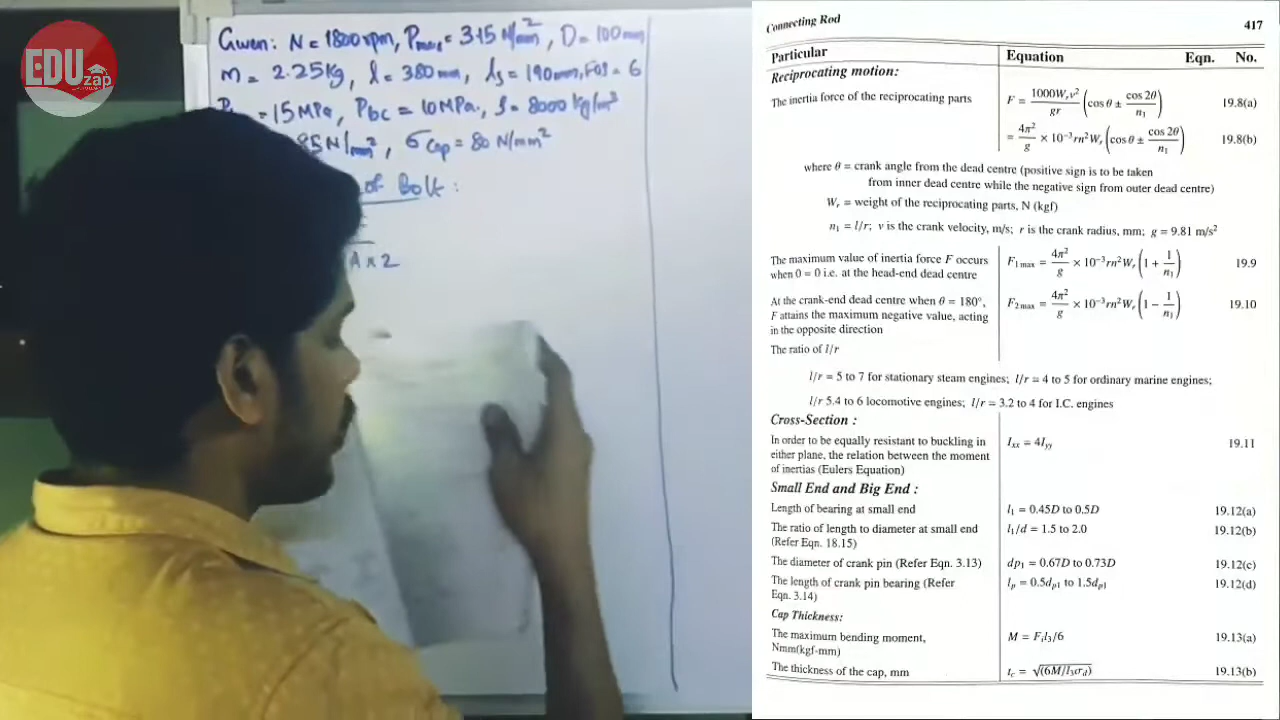 EDU
zap
Given: N = 1800 rpm, Pmax = 3.15 N/mm², D = 100 mm
m = 2.25 kg, l = 380 mm, ls = 190 mm, FOS = 6
= 15 MPa, Pbc = 10 MPa, ρ = 8000 kg/m³
85 N/mm², σcap = 80 N/mm²
of Bolt :
A × 2
Connecting Rod 417
Particular Equation Eqn. No.
Reciprocating motion:
The inertia force of the reciprocating parts F = 1000Wᵣv²/gr (cos θ ± cos 2θ/n₁) 19.8(a)
= 4π²/g × 10⁻³rn²Wᵣ(cos θ ± cos 2θ/n₁) 19.8(b)
where θ = crank angle from the dead centre (positive sign is to be taken
from inner dead centre while the negative sign from outer dead centre)
Wᵣ = weight of the reciprocating parts, N (kgf)
n₁ = l/r; v is the crank velocity, m/s; r is the crank radius, mm; g = 9.81 m/s²
The maximum value of inertia force F occurs
when 0 = 0 i.e. at the head-end dead centre
F₁ max = 4π²/g × 10⁻³rn²Wᵣ(1 + 1/n₁) 19.9
At the crank-end dead centre when θ = 180°,
F attains the maximum negative value, acting
in the opposite direction
F₂ max = 4π²/g × 10⁻³rn²Wᵣ(1 − 1/n₁) 19.10
The ratio of l/r
l/r = 5 to 7 for stationary steam engines; l/r = 4 to 5 for ordinary marine engines;
l/r 5.4 to 6 locomotive engines; l/r = 3.2 to 4 for I.C. engines
Cross-Section :
In order to be equally resistant to buckling in
either plane, the relation between the moment
of inertias (Eulers Equation)
Iₓₓ = 4Iyy 19.11
Small End and Big End :
Length of bearing at small end l₁ = 0.45D to 0.5D 19.12(a)
The ratio of length to diameter at small end l₁/d = 1.5 to 2.0 19.12(b)
(Refer Eqn. 18.15)
The diameter of crank pin (Refer Eqn. 3.13) dp₁ = 0.67D to 0.73D 19.12(c)
The length of crank pin bearing (Refer lₚ = 0.5dp1 to 1.5dp1 19.12(d)
Eqn. 3.14)
Cap Thickness:
The maximum bending moment, M = Fᵢl₃/6 19.13(a)
Nmm(kgf-mm)
The thickness of the cap, mm t꜀ = √(6M/l₃σd) 19.13(b)